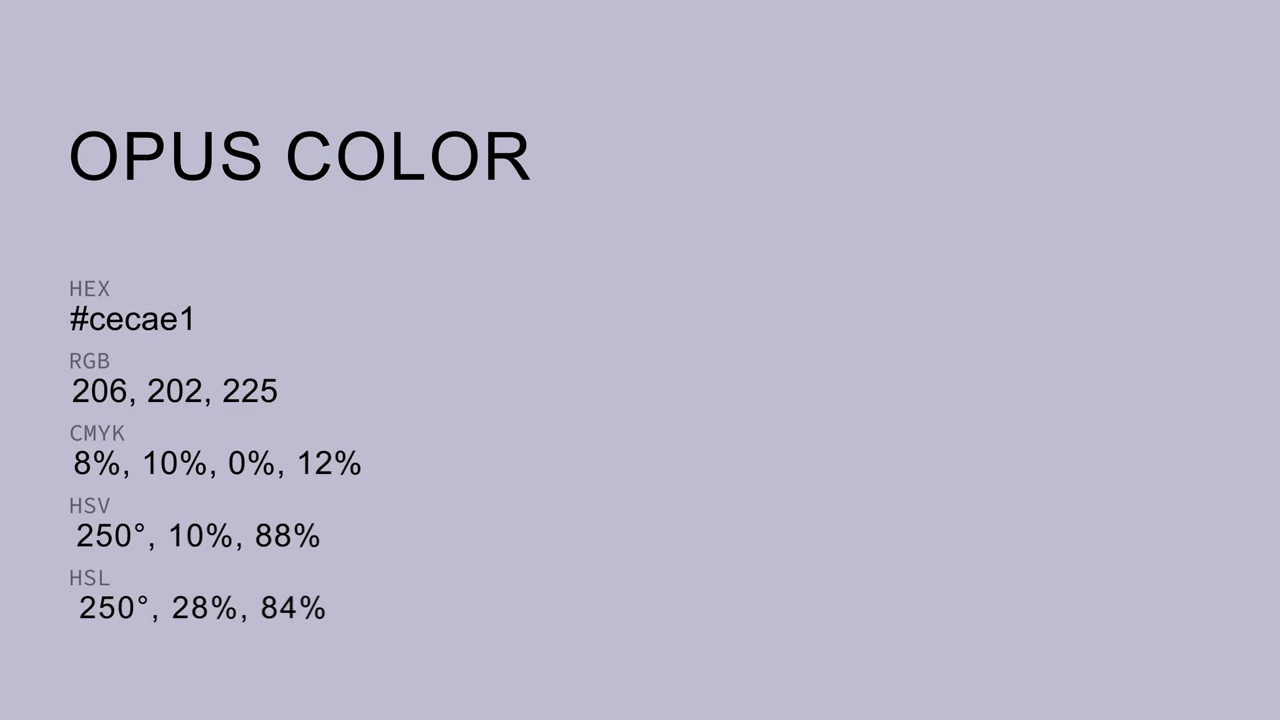 OPUS COLOR
HEX
#cecae1
RGB
206, 202, 225
CMYK
8%, 10%, 0%, 12%
HSV
250°, 10%, 88%
HSL
250°, 28%, 84%